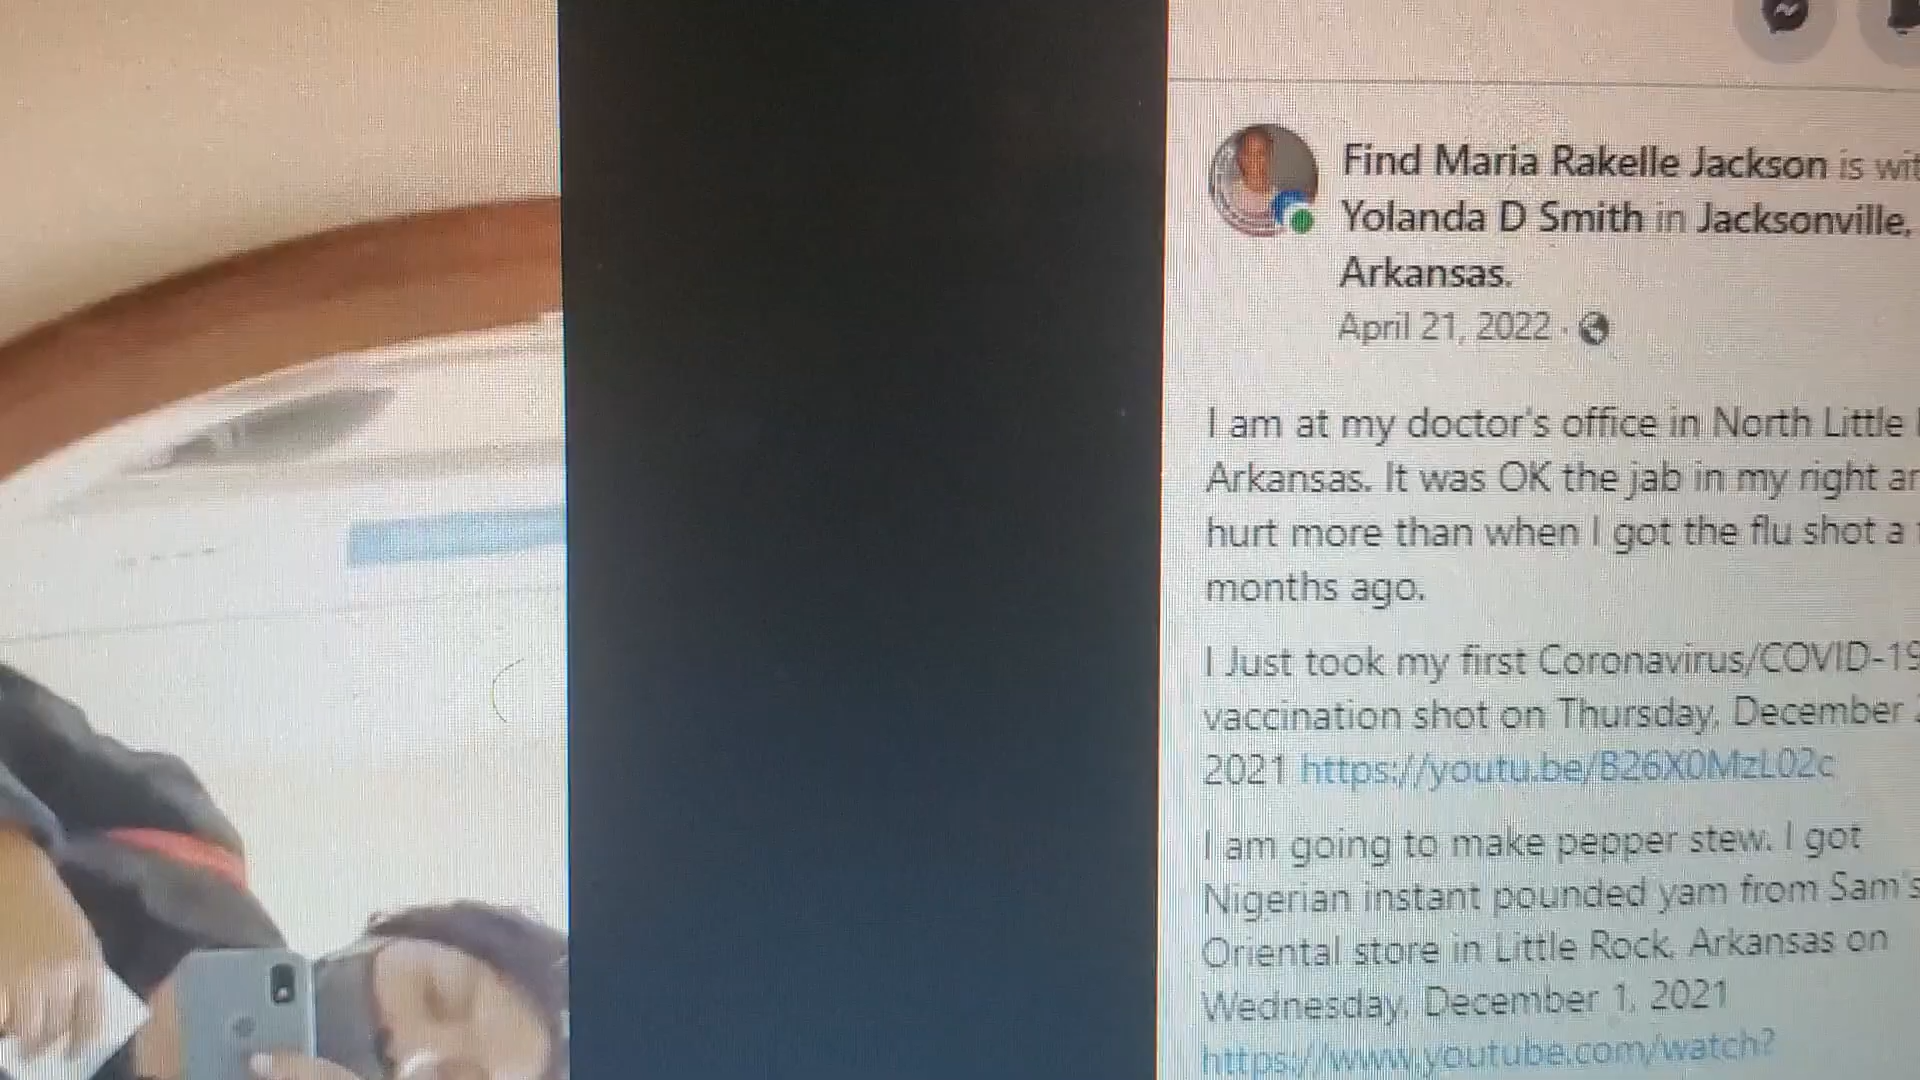 Find Maria Rakelle Jackson is wit
Yolanda D Smith in Jacksonville,
Arkansas.
April 21, 2022 ·
I am at my doctor's office in North Little
Arkansas. It was OK the jab in my right ar
hurt more than when I got the flu shot a
months ago.
I Just took my first Coronavirus/COVID-19
vaccination shot on Thursday, December
2021 https://youtu.be/B26X0MzL02c
I am going to make pepper stew. I got
Nigerian instant pounded yam from Sam's
Oriental store in Little Rock, Arkansas on
Wednesday, December 1, 2021
https://www.youtube.com/watch?